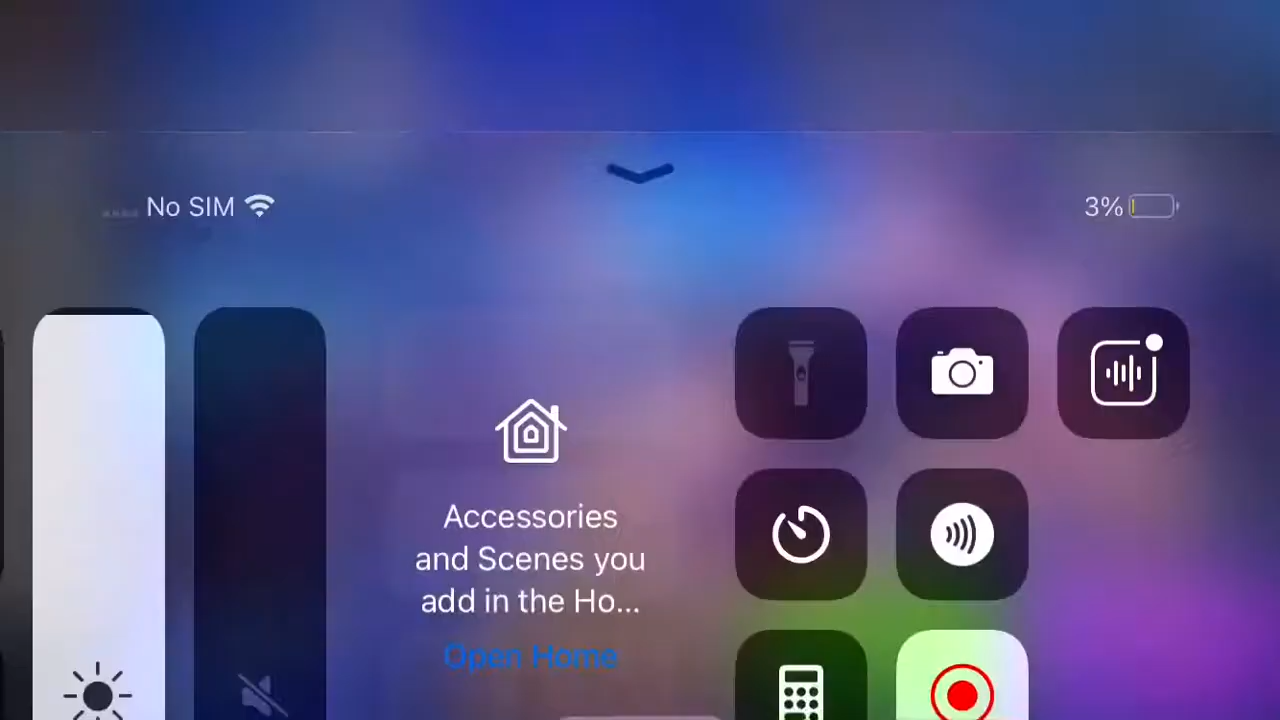 No SIM
3%
Accessories
and Scenes you
add in the Ho...
Open Home